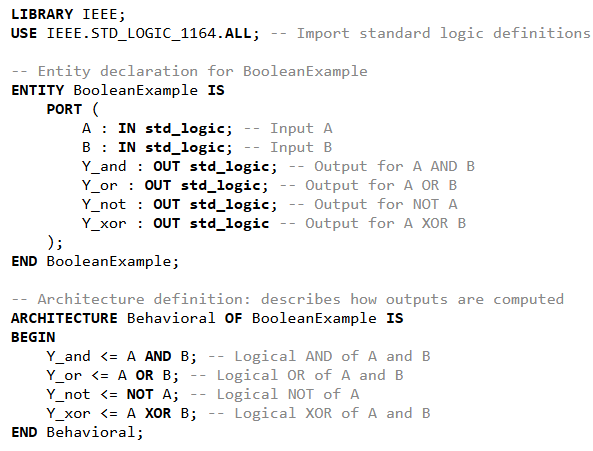 LIBRARY IEEE;
USE IEEE.STD_LOGIC_1164.ALL; -- Import standard logic definitions

-- Entity declaration for BooleanExample
ENTITY BooleanExample IS
    PORT (
        A : IN std_logic; -- Input A
        B : IN std_logic; -- Input B
        Y_and : OUT std_logic; -- Output for A AND B
        Y_or : OUT std_logic; -- Output for A OR B
        Y_not : OUT std_logic; -- Output for NOT A
        Y_xor : OUT std_logic -- Output for A XOR B
    );
END BooleanExample;

-- Architecture definition: describes how outputs are computed
ARCHITECTURE Behavioral OF BooleanExample IS
BEGIN
    Y_and <= A AND B; -- Logical AND of A and B
    Y_or <= A OR B; -- Logical OR of A and B
    Y_not <= NOT A; -- Logical NOT of A
    Y_xor <= A XOR B; -- Logical XOR of A and B
END Behavioral;